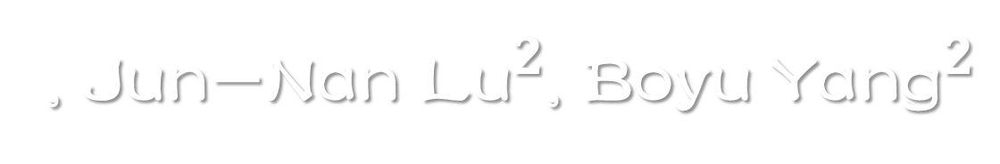 , Jun-Nan Lu², Boyu Yang²